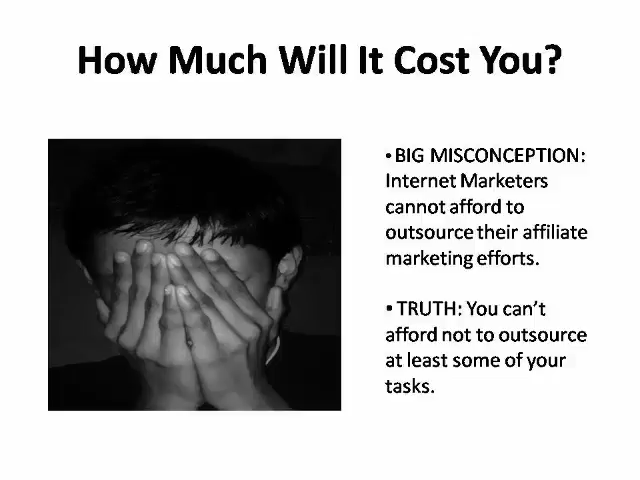 How Much Will It Cost You?
• BIG MISCONCEPTION:
Internet Marketers
cannot afford to
outsource their affiliate
marketing efforts.
• TRUTH: You can't
afford not to outsource
at least some of your
tasks.